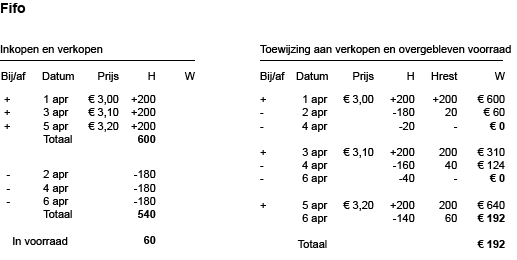 Fifo
Inkopen en verkopen
Bij/af Datum Prijs H W
+ 1 apr € 3,00 +200
+ 3 apr € 3,10 +200
+ 5 apr € 3,20 +200
Totaal 600
- 2 apr -180
- 4 apr -180
- 6 apr -180
Totaal 540
In voorraad 60
Toewijzing aan verkopen en overgebleven voorraad
Bij/af Datum Prijs H Hrest W
+ 1 apr € 3,00 +200 +200 € 600
- 2 apr -180 20 € 60
- 4 apr -20 - € 0
+ 3 apr € 3,10 +200 200 € 310
- 4 apr -160 40 € 124
- 6 apr -40 - € 0
+ 5 apr € 3,20 +200 200 € 640
6 apr -140 60 € 192
Totaal € 192